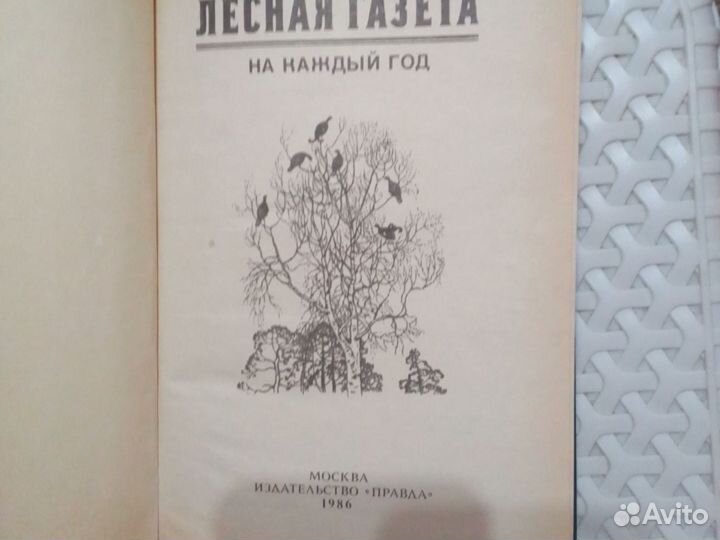 ЛЕСНАЯ ГАЗЕТА
НА КАЖДЫЙ ГОД
МОСКВА
ИЗДАТЕЛЬСТВО «ПРАВДА»
1986
Avito